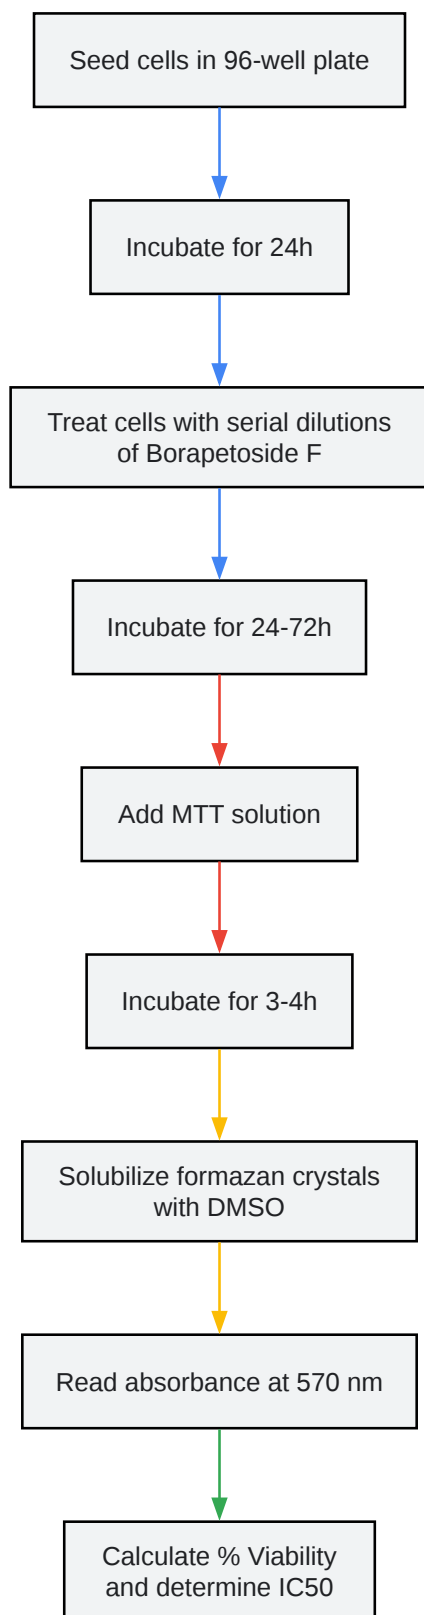 Seed cells in 96-well plate
Incubate for 24h
Treat cells with serial dilutions
of Borapetoside F
Incubate for 24-72h
Add MTT solution
Incubate for 3-4h
Solubilize formazan crystals
with DMSO
Read absorbance at 570 nm
Calculate % Viability
and determine IC50